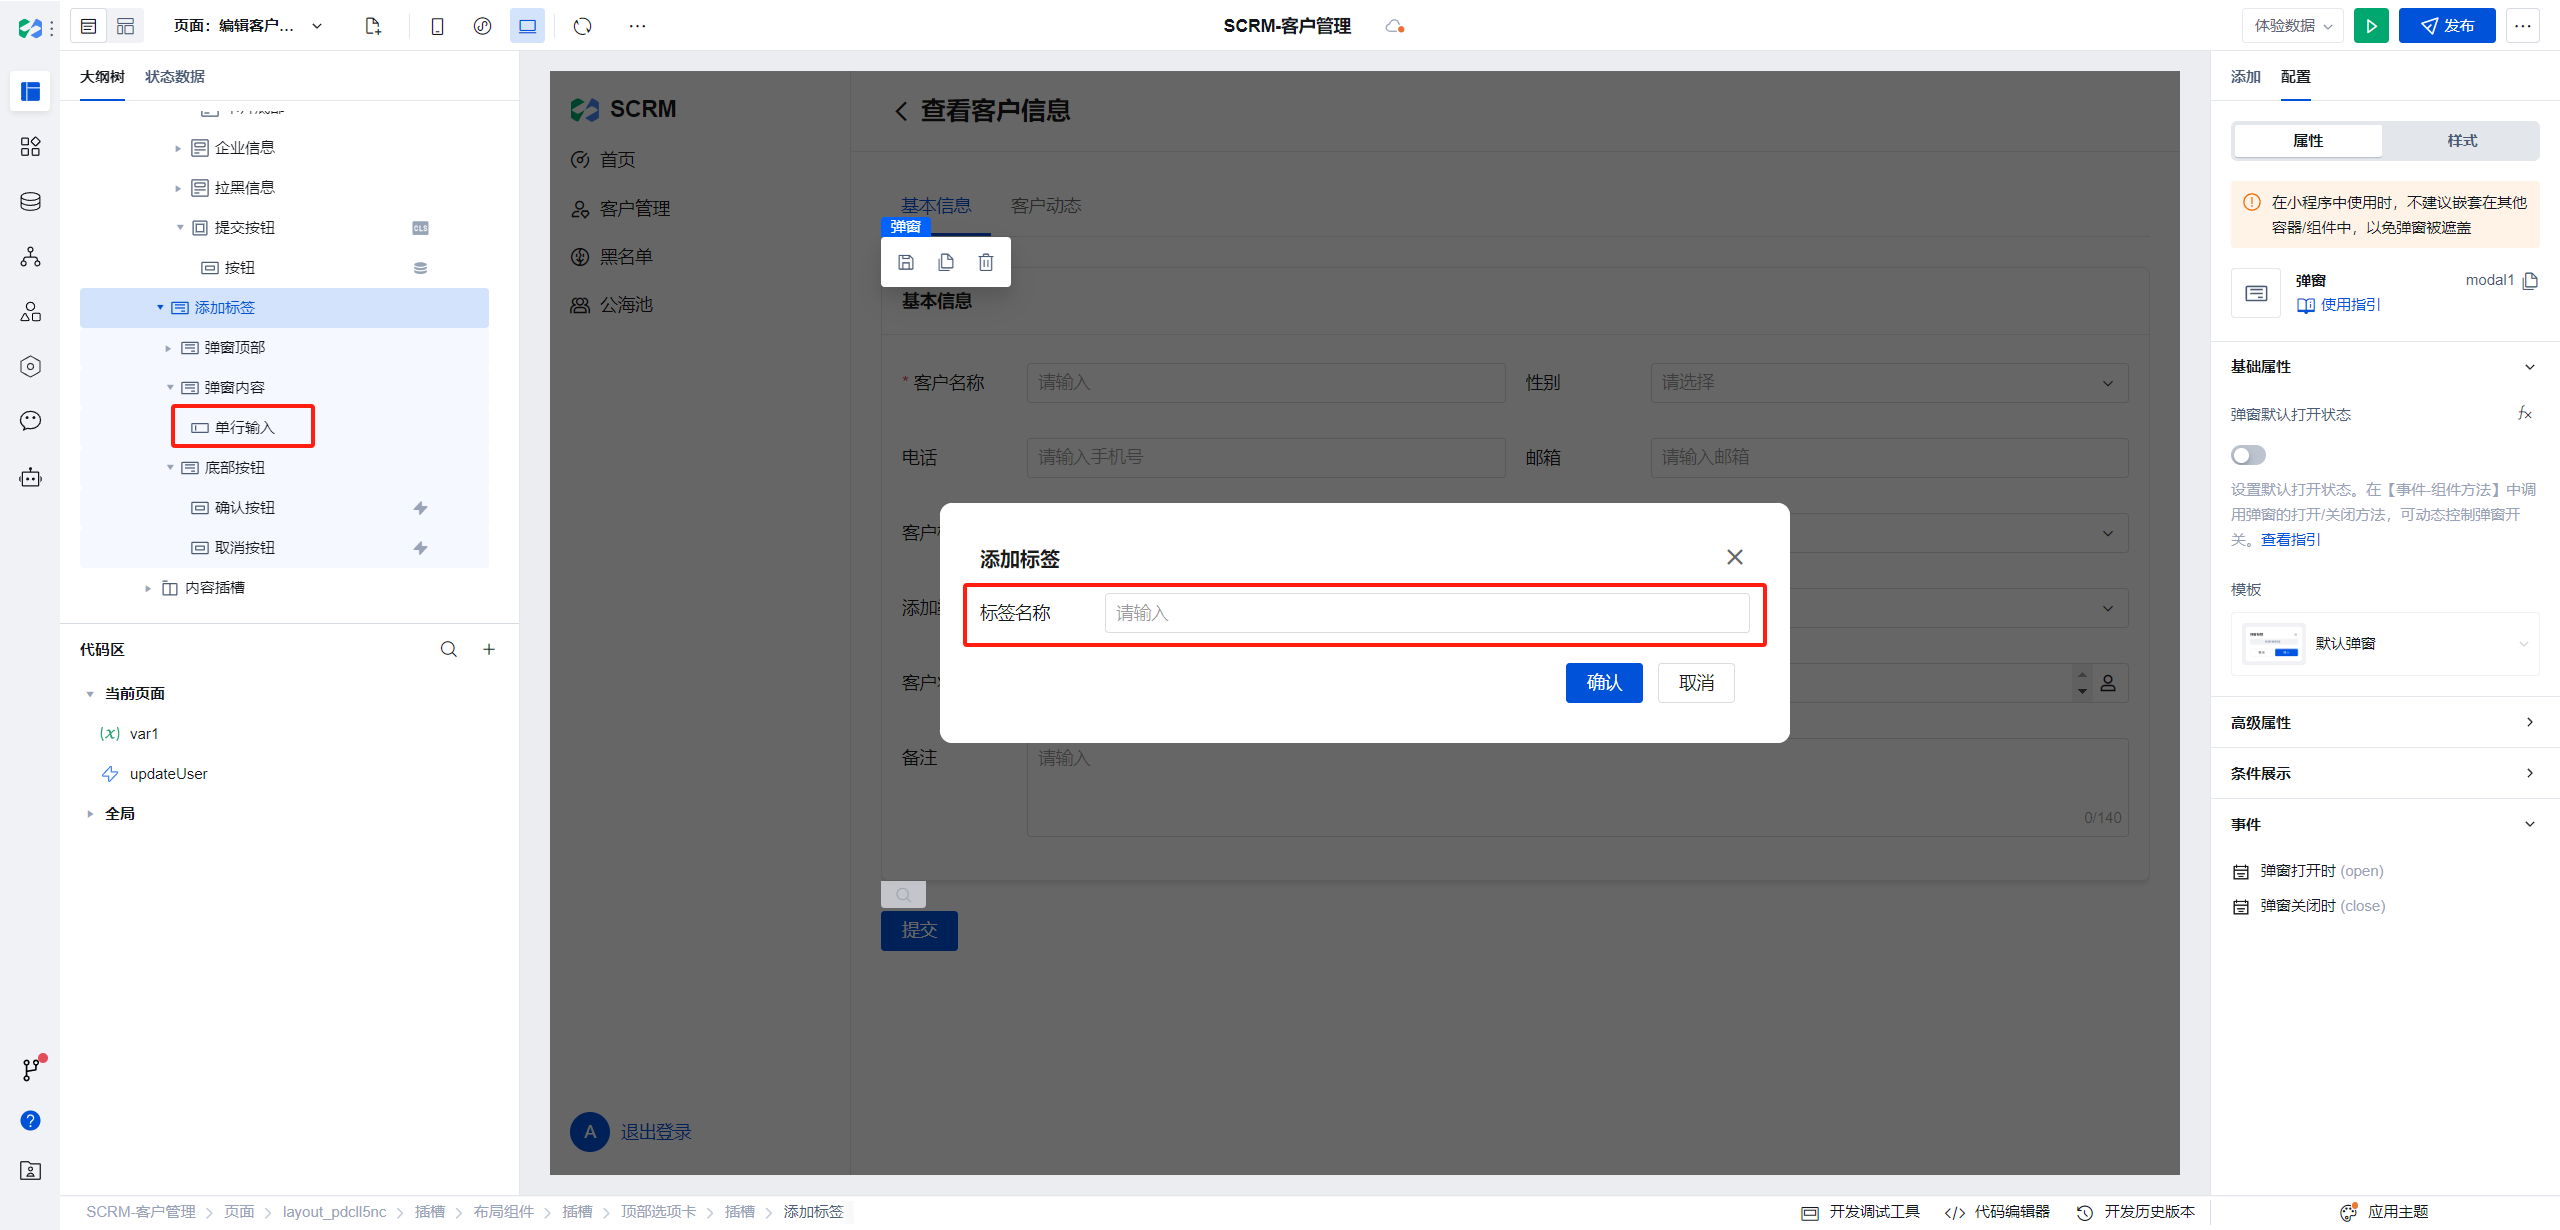 页面：编辑客户...
SCRM-客户管理
体验数据
发布
大纲树
状态数据
企业信息
拉黑信息
提交按钮
CLS
按钮
添加标签
弹窗顶部
弹窗内容
单行输入
底部按钮
确认按钮
取消按钮
内容插槽
代码区
当前页面
(x) var1
updateUser
全局
SCRM
首页
客户管理
黑名单
公海池
A 退出登录
查看客户信息
基本信息
客户动态
弹窗
基本信息
* 客户名称
请输入
性别
请选择
电话
请输入手机号
邮箱
请输入邮箱
客户
添加
客户
备注
请输入
0/140
提交
添加标签
标签名称
请输入
确认
取消
添加
配置
属性
样式
在小程序中使用时，不建议嵌套在其他
容器/组件中，以免弹窗被遮盖
弹窗
modal1
使用指引
基础属性
弹窗默认打开状态
fx
设置默认打开状态。在【事件-组件方法】中调
用弹窗的打开/关闭方法，可动态控制弹窗开
关。查看指引
模板
默认弹窗
高级属性
条件展示
事件
弹窗打开时 (open)
弹窗关闭时 (close)
SCRM-客户管理 > 页面 > layout_pdcll5nc > 插槽 > 布局组件 > 插槽 > 顶部选项卡 > 插槽 > 添加标签
开发调试工具
代码编辑器
开发历史版本
应用主题